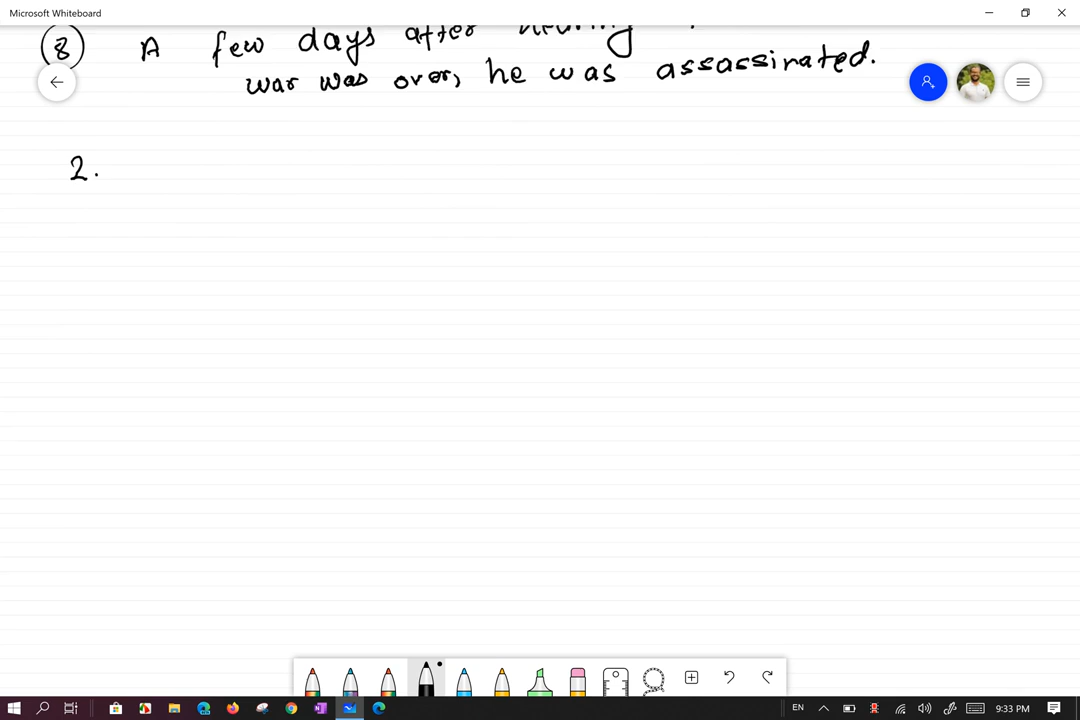 Microsoft Whiteboard
8 A few days after
war was over, he was assassinated.
2.
EN 9:33 PM